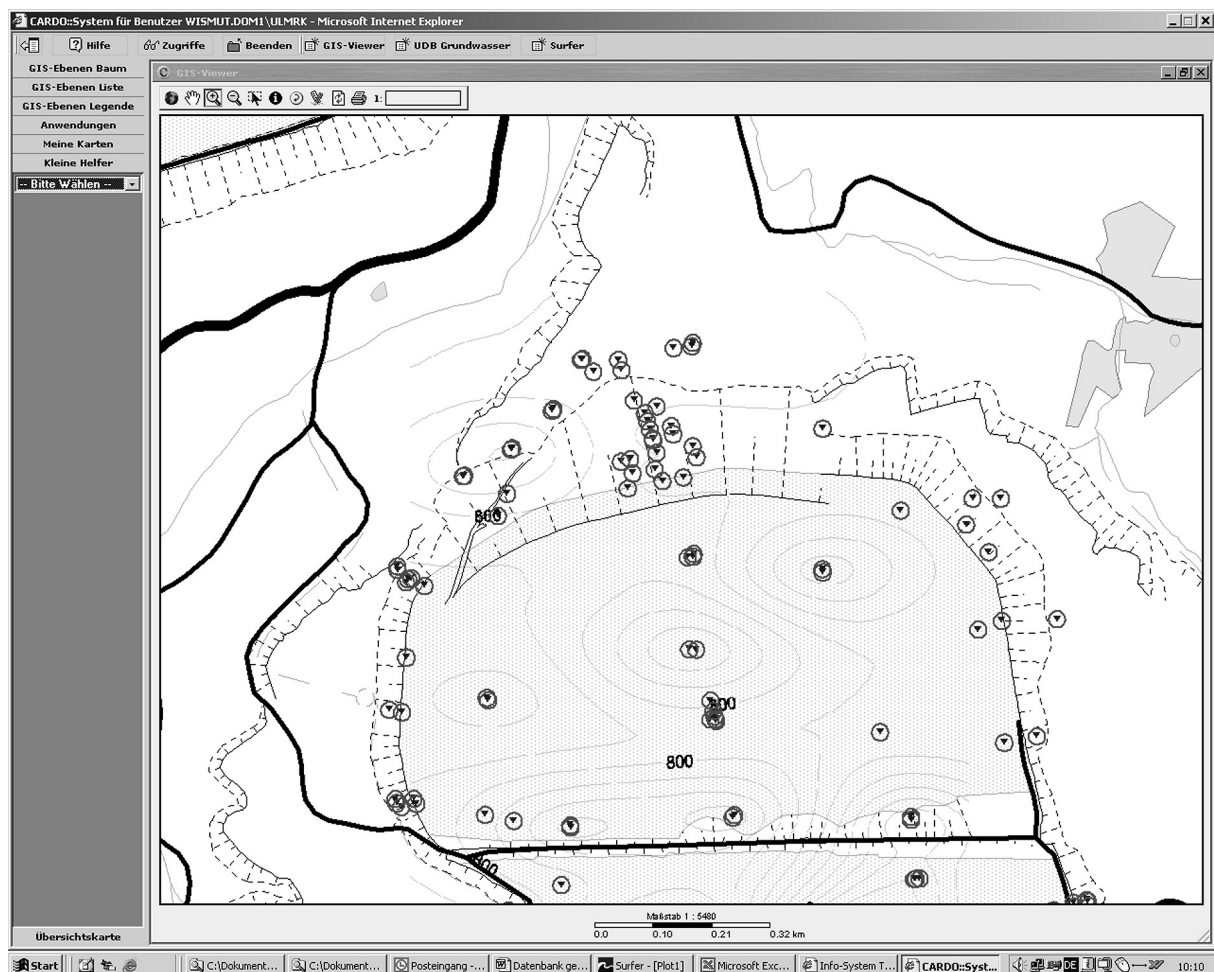 CARDO::System für Benutzer WISMUT.DOM1\ULMRK - Microsoft Internet Explorer
Hilfe Zugriffe Beenden GIS-Viewer UDB Grundwasser Surfer
GIS-Ebenen Baum
GIS-Ebenen Liste
GIS-Ebenen Legende
Anwendungen
Meine Karten
Kleine Helfer
-- Bitte Wählen --
GIS-Viewer
1:
800
800
800
Maßstab 1 : 5480
0.0 0.10 0.21 0.32 km
Übersichtskarte
Start C:\Dokument... C:\Dokument... Posteingang -... Datenbank ge... Surfer - [Plot1] Microsoft Exc... Info-System T... CARDO::Syst... DE 10:10